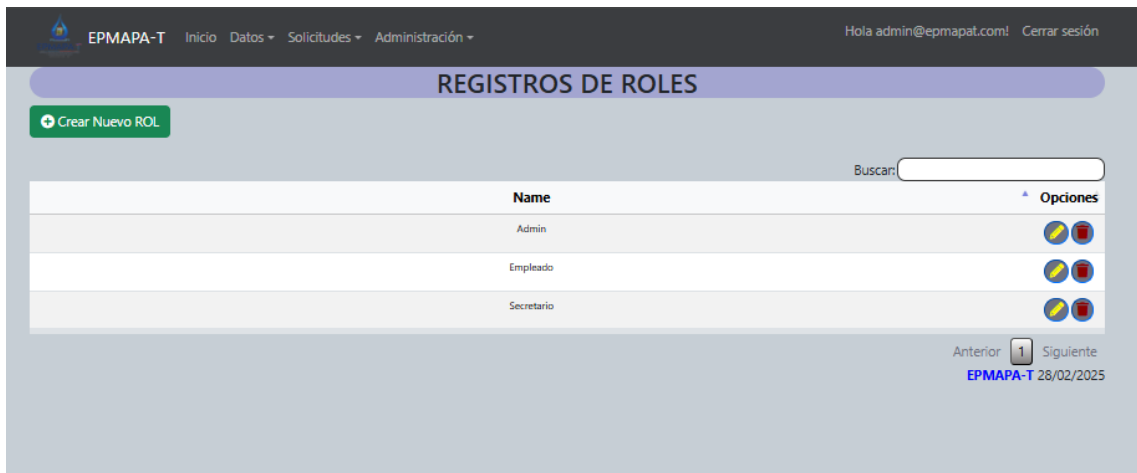 EPMAPA-T Inicio Datos Solicitudes Administración Hola admin@epmapat.com! Cerrar sesión
REGISTROS DE ROLES
Crear Nuevo ROL
Buscar:
Name Opciones
Admin
Empleado
Secretario
Anterior 1 Siguiente
EPMAPA-T 28/02/2025